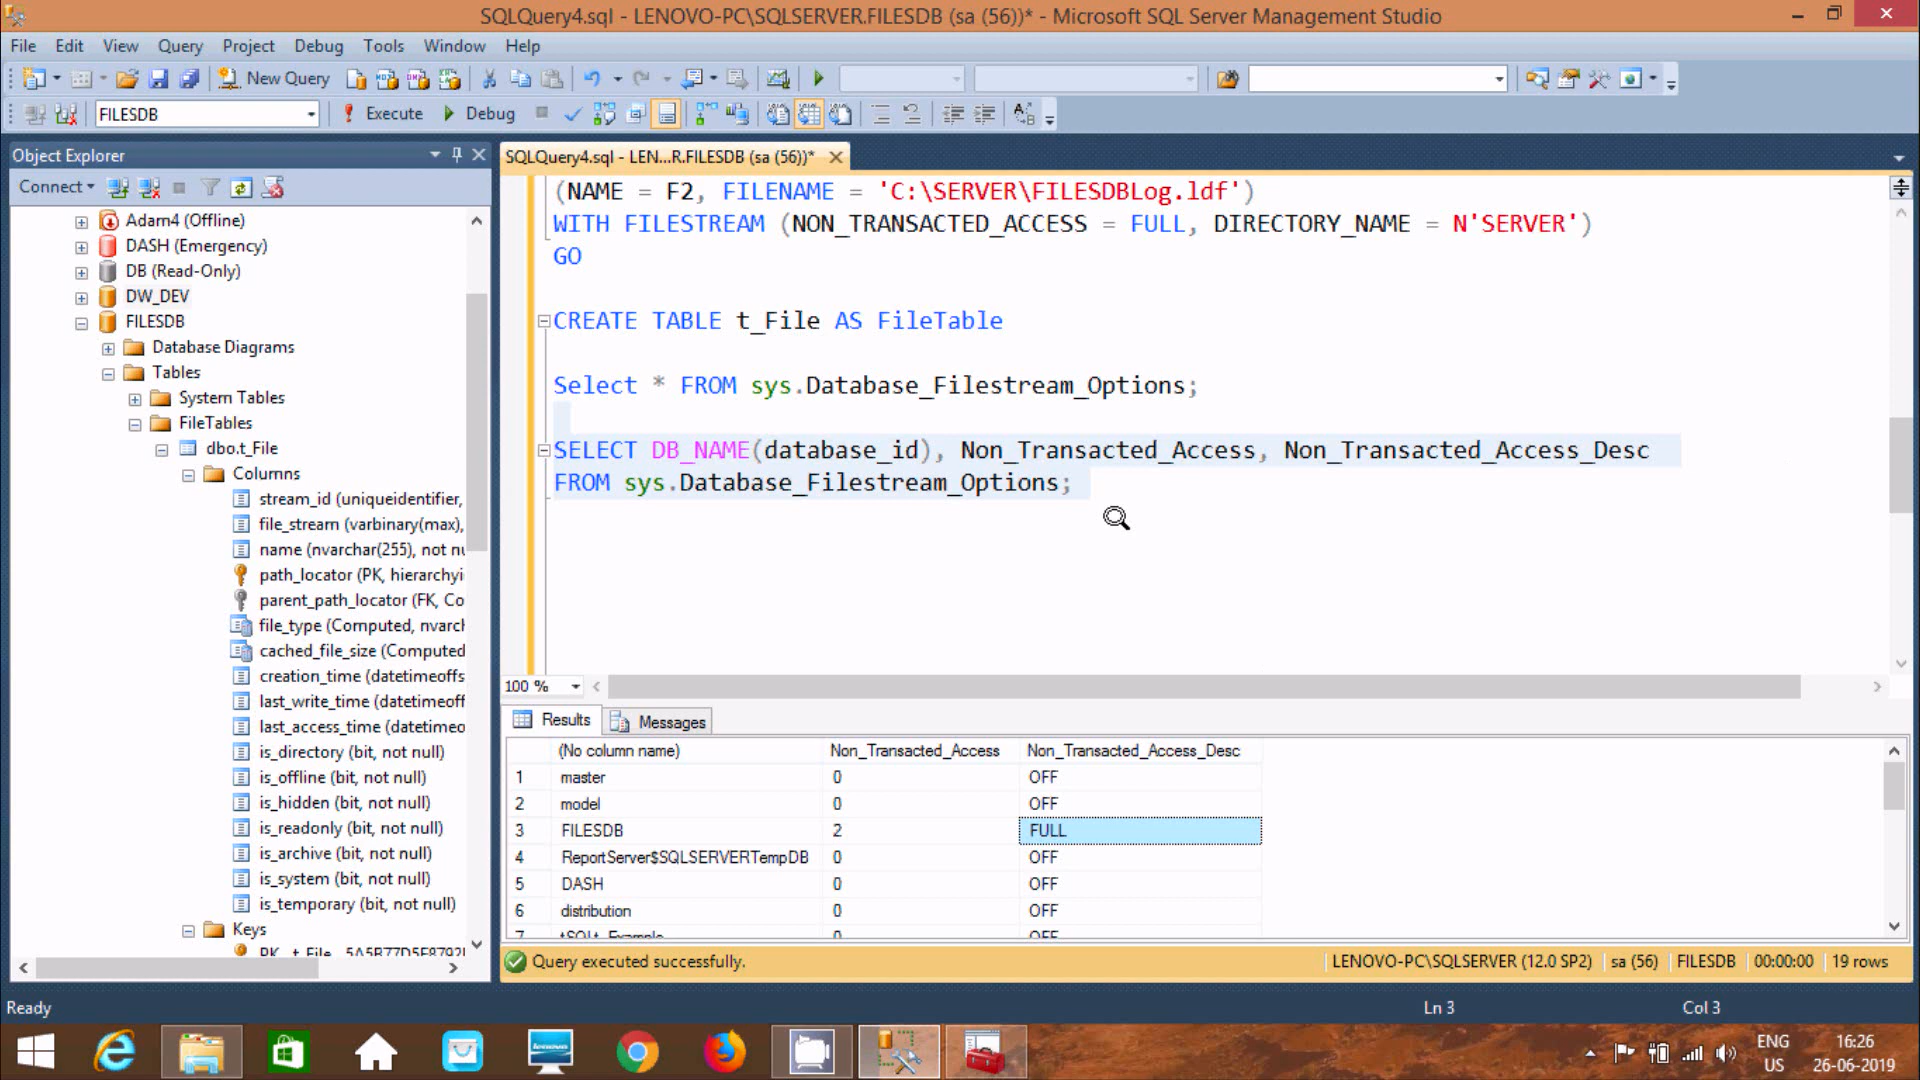 SQLQuery4.sql - LENOVO-PC\SQLSERVER.FILESDB (sa (56))* - Microsoft SQL Server Management Studio
File Edit View Query Project Debug Tools Window Help
New Query
FILESDB Execute Debug
Object Explorer
SQLQuery4.sql - LEN...R.FILESDB (sa (56))*
Connect
Adam4 (Offline)
DASH (Emergency)
DB (Read-Only)
DW_DEV
FILESDB
Database Diagrams
Tables
System Tables
FileTables
dbo.t_File
Columns
stream_id (uniqueidentifier,
file_stream (varbinary(max),
name (nvarchar(255), not nu
path_locator (PK, hierarchyi
parent_path_locator (FK, Co
file_type (Computed, nvarch
cached_file_size (Computed
creation_time (datetimeoffs
last_write_time (datetimeoff
last_access_time (datetimeo
is_directory (bit, not null)
is_offline (bit, not null)
is_hidden (bit, not null)
is_readonly (bit, not null)
is_archive (bit, not null)
is_system (bit, not null)
is_temporary (bit, not null)
Keys
(NAME = F2, FILENAME = 'C:\SERVER\FILESDBLog.ldf')
WITH FILESTREAM (NON_TRANSACTED_ACCESS = FULL, DIRECTORY_NAME = N'SERVER')
GO
CREATE TABLE t_File AS FileTable
Select * FROM sys.Database_Filestream_Options;
SELECT DB_NAME(database_id), Non_Transacted_Access, Non_Transacted_Access_Desc
FROM sys.Database_Filestream_Options;
100 %
Results Messages
(No column name) Non_Transacted_Access Non_Transacted_Access_Desc
1 master 0 OFF
2 model 0 OFF
3 FILESDB 2 FULL
4 ReportServer$SQLSERVERTempDB 0 OFF
5 DASH 0 OFF
6 distribution 0 OFF
7 tSQLt_Example 0 OFF
Query executed successfully. LENOVO-PC\SQLSERVER (12.0 SP2) sa (56) FILESDB 00:00:00 19 rows
Ready Ln 3 Col 3
ENG 16:26
US 26-06-2019